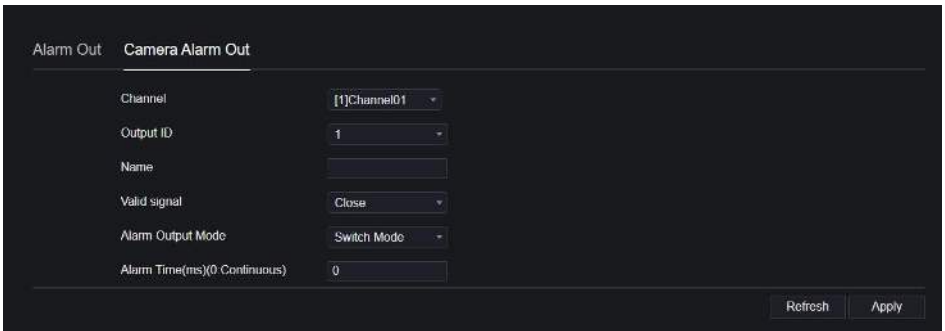 Alarm Out Camera Alarm Out
Channel [1]Channel01
Output ID 1
Name
Valid signal Close
Alarm Output Mode Switch Mode
Alarm Time(ms)(0:Continuous) 0
Refresh Apply